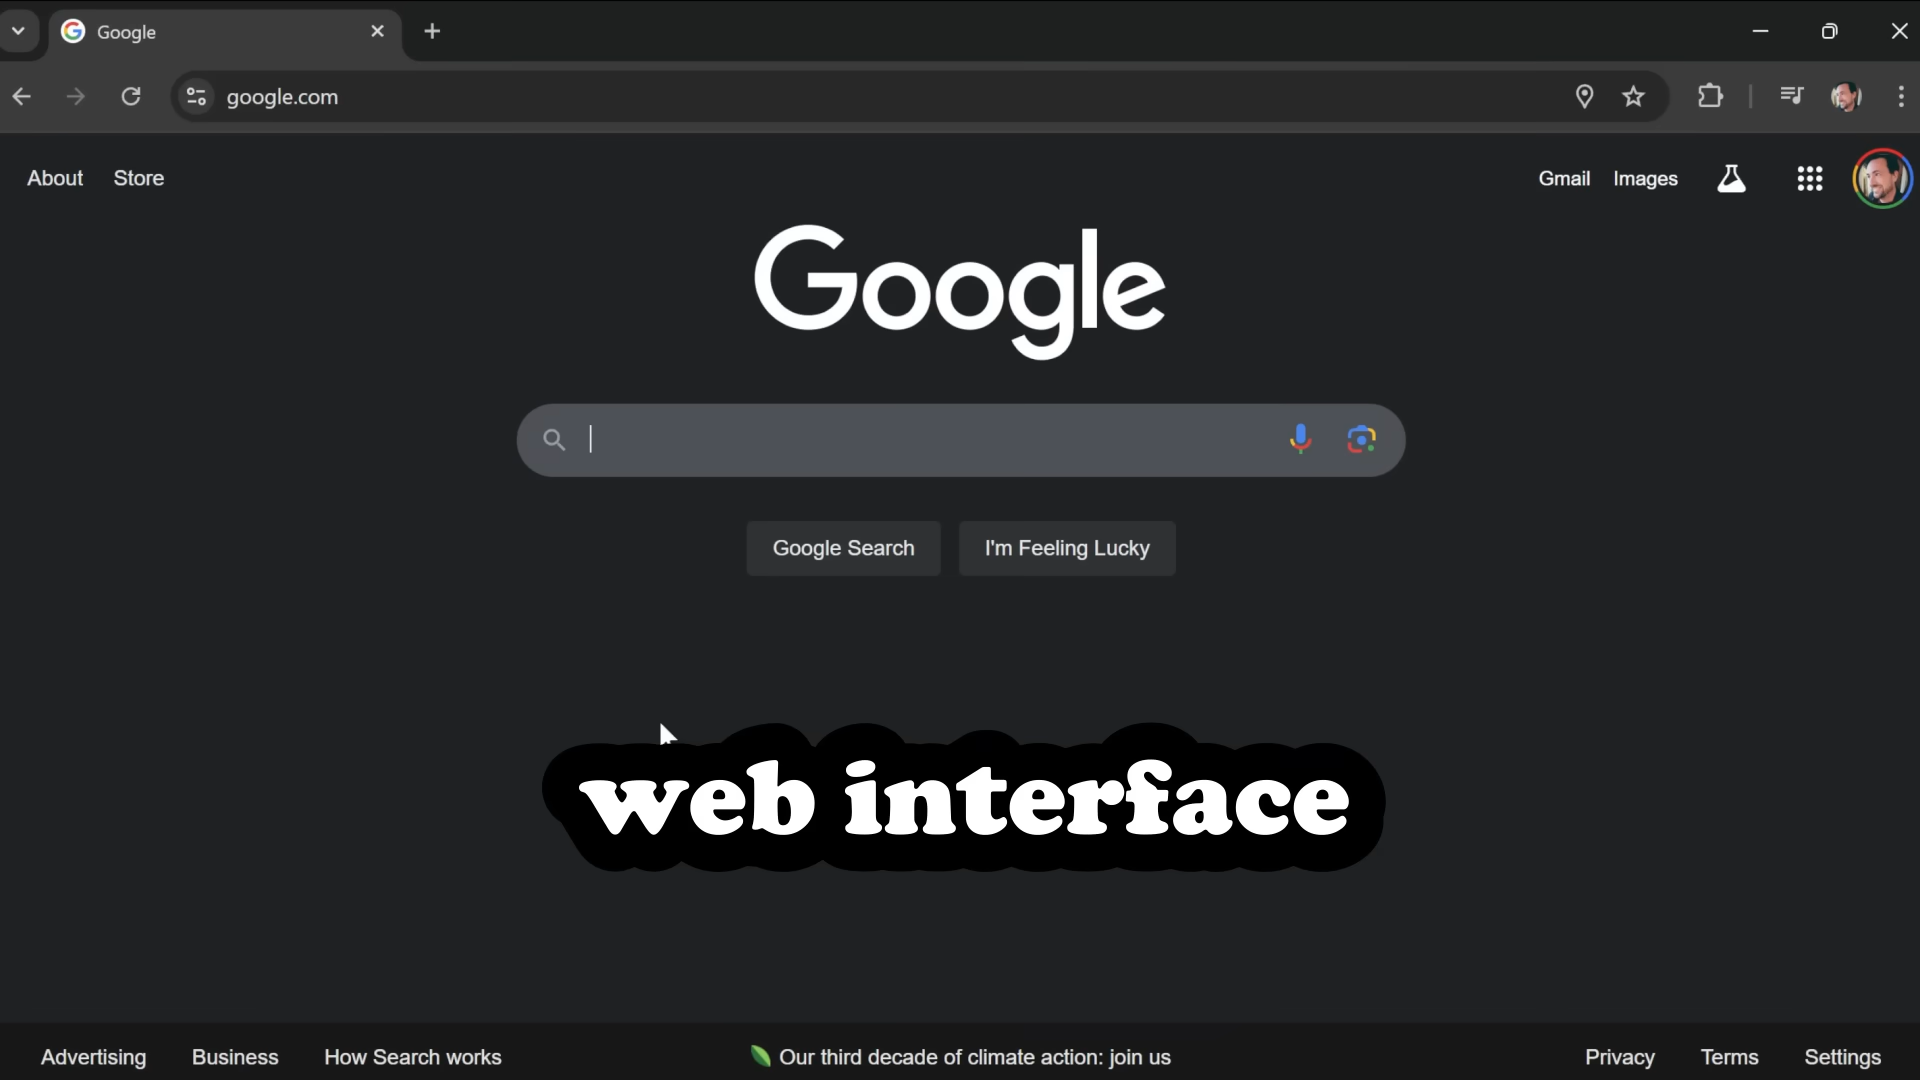 Google
google.com
About Store
Gmail Images
Google
Google Search I'm Feeling Lucky
web interface
Advertising Business How Search works
Our third decade of climate action: join us
Privacy Terms Settings